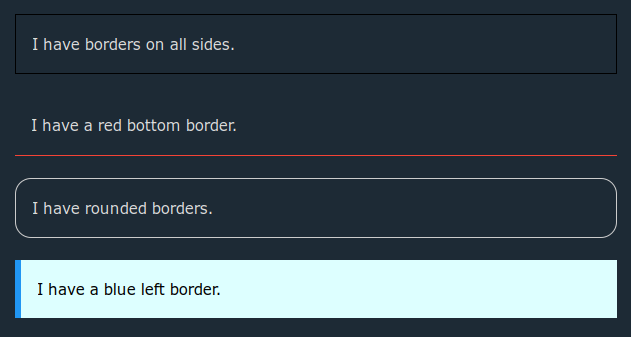 I have borders on all sides.
I have a red bottom border.
I have rounded borders.
I have a blue left border.